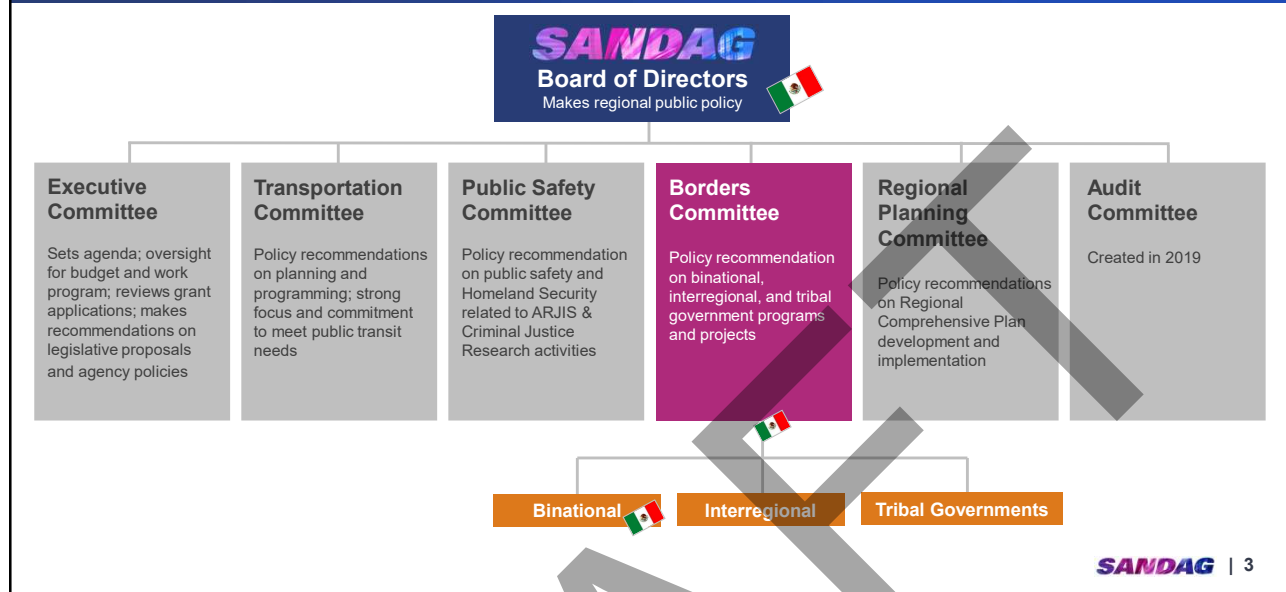 SANDAG
Board of Directors
Makes regional public policy
Executive
Committee
Sets agenda; oversight
for budget and work
program; reviews grant
applications; makes
recommendations on
legislative proposals
and agency policies
Transportation
Committee
Policy recommendations
on planning and
programming; strong
focus and commitment
to meet public transit
needs
Public Safety
Committee
Policy recommendation
on public safety and
Homeland Security
related to ARJIS &
Criminal Justice
Research activities
Borders
Committee
Policy recommendation
on binational,
interregional, and tribal
government programs
and projects
Regional
Planning
Committee
Policy recommendations
on Regional
Comprehensive Plan
development and
implementation
Audit
Committee
Created in 2019
Binational
Interregional
Tribal Governments
SANDAG | 3